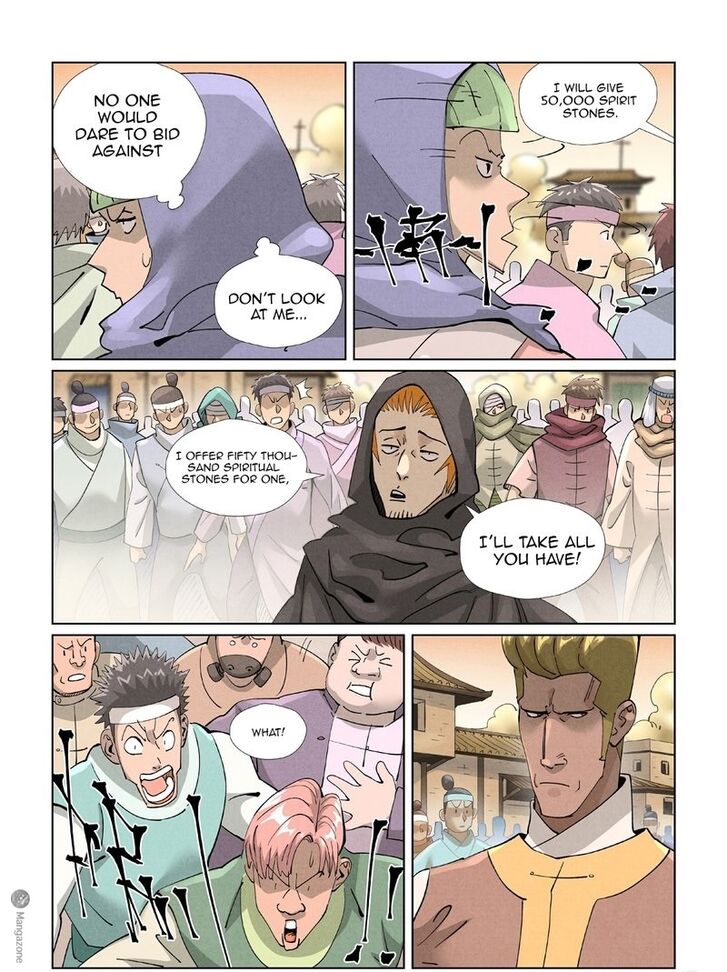 NO ONE
WOULD
DARE TO BID
AGAINST
DON'T LOOK
AT ME...
I WILL GIVE
50,000 SPIRIT
STONES.
I OFFER FIFTY THOU-
SAND SPIRITUAL
STONES FOR ONE,
I'LL TAKE ALL
YOU HAVE!
WHAT!
Mangazone